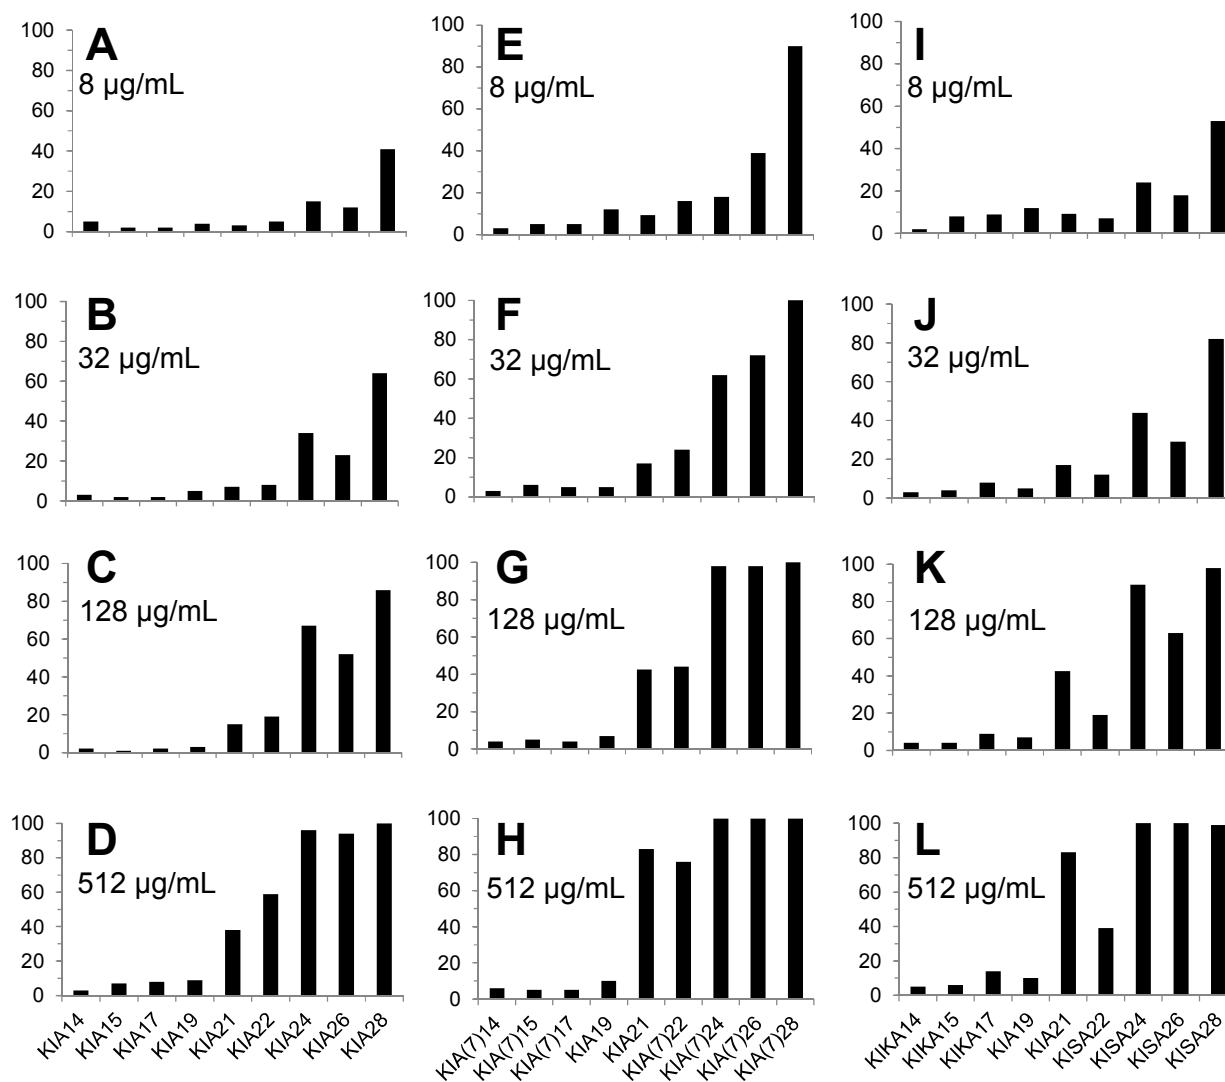 A
8 µg/mL
100
80
60
40
20
0
E
8 µg/mL
100
80
60
40
20
0
I
8 µg/mL
100
80
60
40
20
0
B
32 µg/mL
100
80
60
40
20
0
F
32 µg/mL
100
80
60
40
20
0
J
32 µg/mL
100
80
60
40
20
0
C
128 µg/mL
100
80
60
40
20
0
G
128 µg/mL
100
80
60
40
20
0
K
128 µg/mL
100
80
60
40
20
0
D
512 µg/mL
100
80
60
40
20
0
H
512 µg/mL
100
80
60
40
20
0
L
512 µg/mL
100
80
60
40
20
0
KIA14
KIA15
KIA17
KIA19
KIA21
KIA22
KIA24
KIA26
KIA28
KIA(7)14
KIA(7)15
KIA(7)17
KIA19
KIA21
KIA(7)22
KIA(7)24
KIA(7)26
KIA(7)28
KIKA14
KIKA15
KIKA17
KIA19
KIA21
KISA22
KISA24
KISA26
KISA28